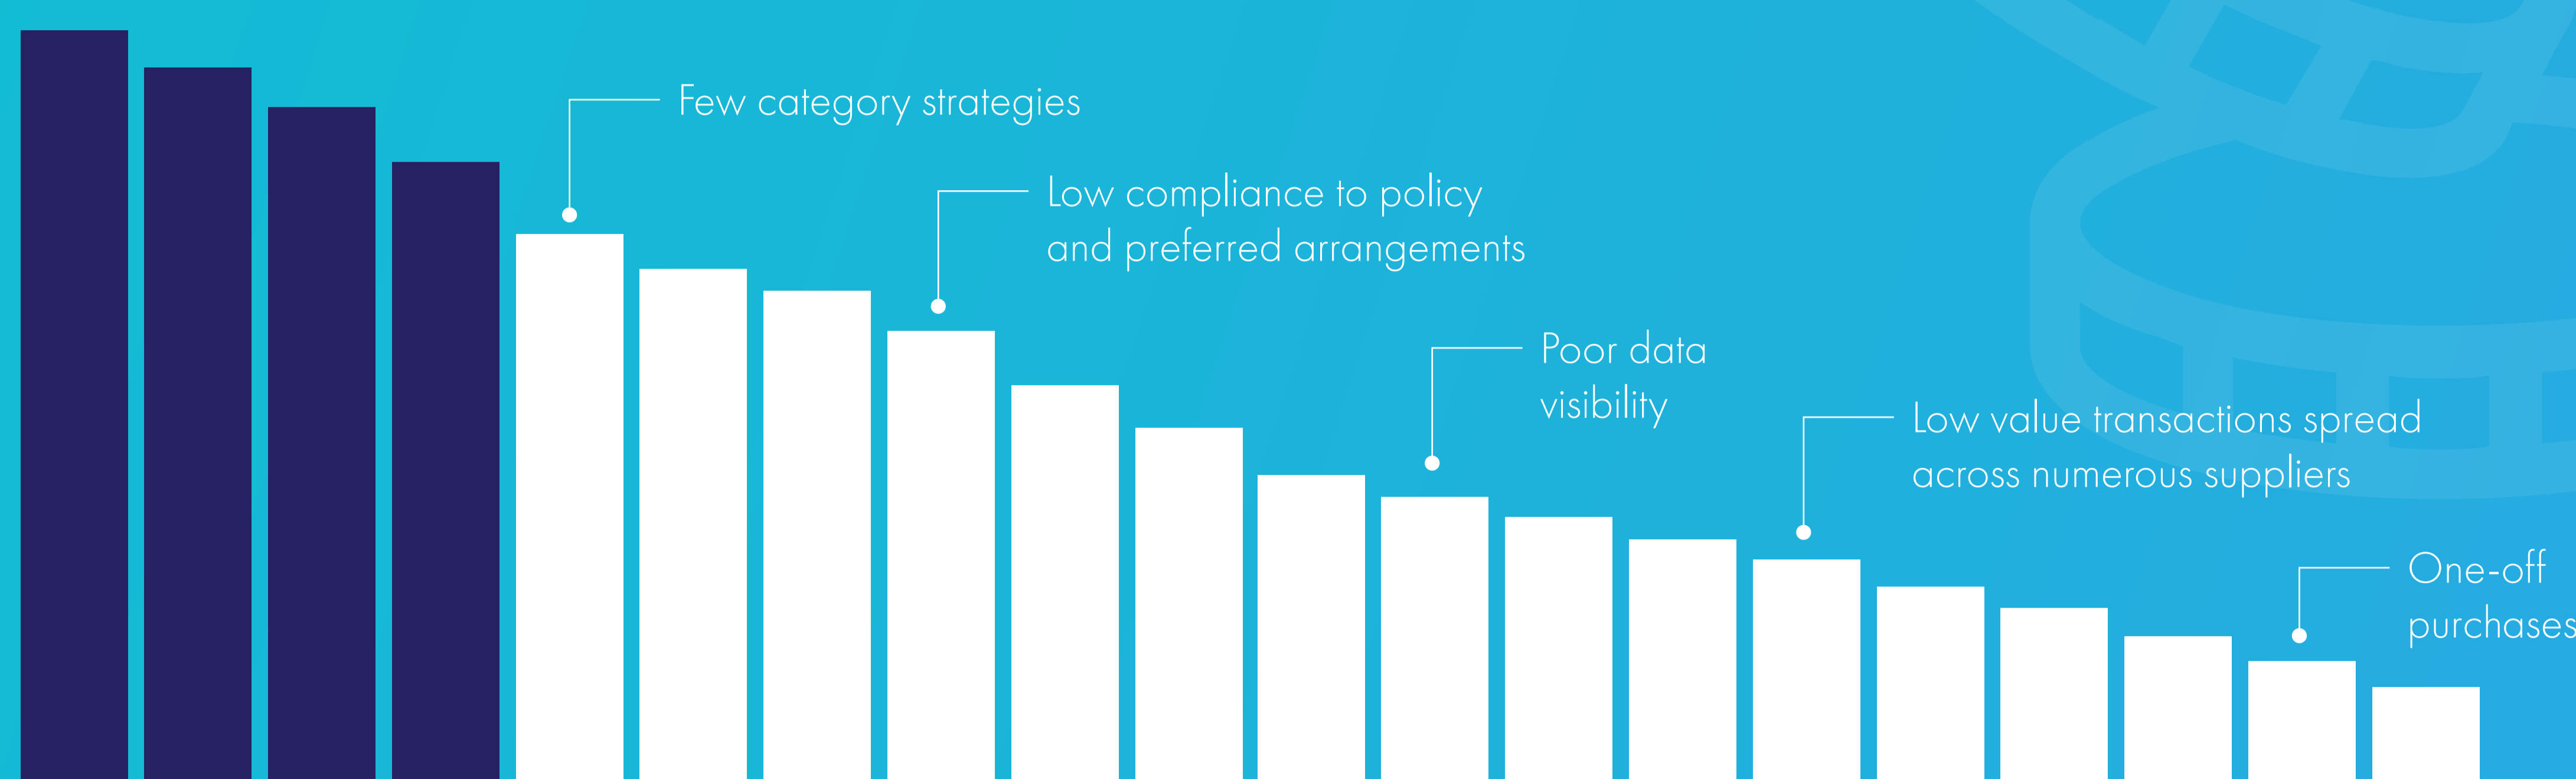 Few category strategies
Low compliance to policy
and preferred arrangements
Poor data
visibility
Low value transactions spread
across numerous suppliers
One-off
purchases